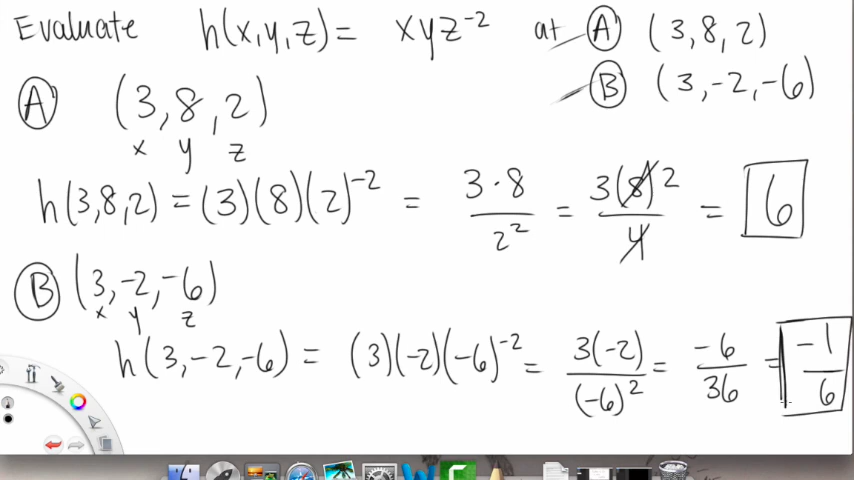 Evaluate h(x,y,z) = xyz⁻² at Ⓐ (3,8,2)
Ⓑ (3,-2,-6)
Ⓐ (3,8,2)
x y z
h(3,8,2) = (3)(8)(2)⁻² = 3·8/2² = 3(8)2/4 = 6
Ⓑ (3,-2,-6)
x y z
h(3,-2,-6) = (3)(-2)(-6)⁻² = 3(-2)/(-6)² = -6/36 = -1/6